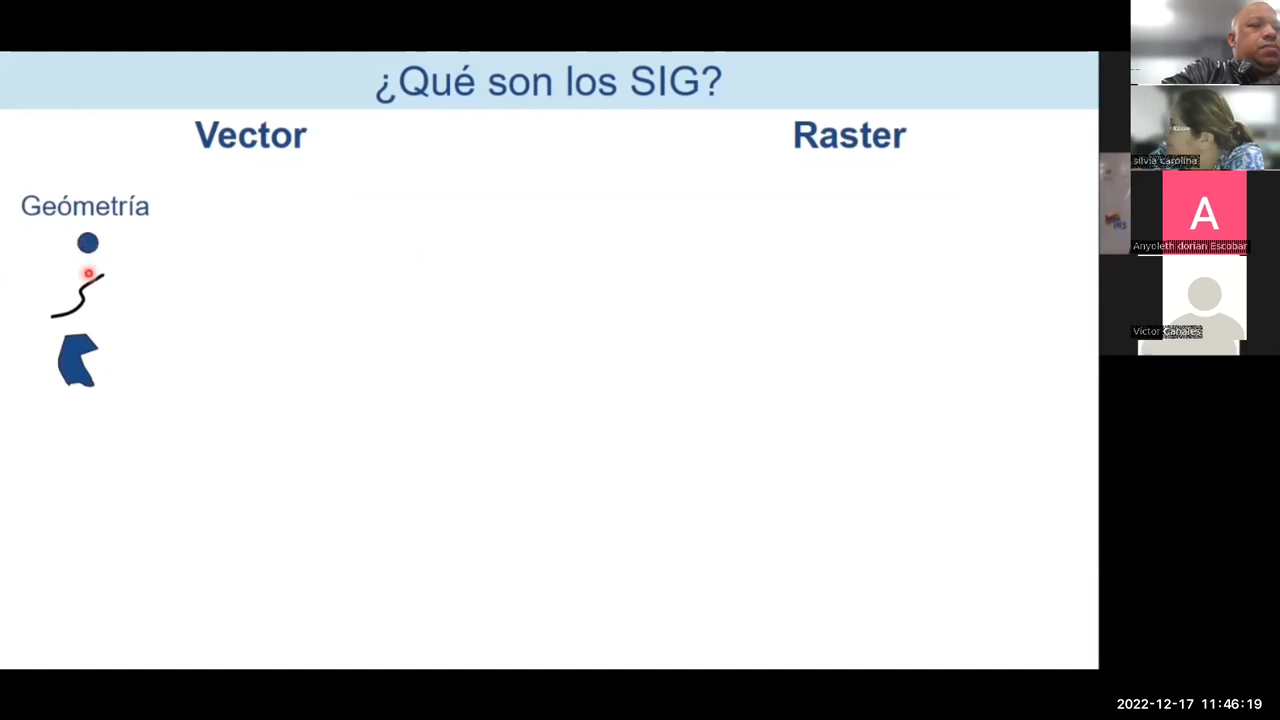 ¿Qué son los SIG?
Vector
Raster
Geómetría
silvia carolina
A
Anyoleth dorian Escobar
Victor Canales
2022-12-17 11:46:19